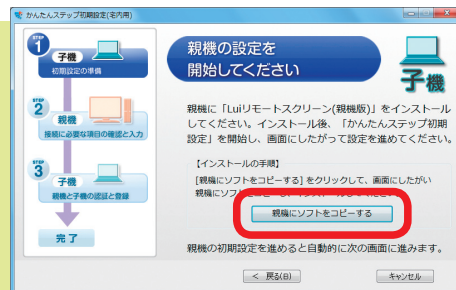 かんたんステップ初期設定(宅内用)
STEP
1
子機
初期設定の準備
STEP
2
親機
接続に必要な項目の確認と入力
STEP
3
子機
親機と子機の認証と登録
完了
親機の設定を
開始してください
子機
親機に「Luiリモートスクリーン(親機版)」をインストール
してください。インストール後、「かんたんステップ初期
設定」を開始し、画面にしたがって設定を進めてください。
【インストールの手順】
[親機にソフトをコピーする]をクリックして、画面にしたがい
親機にソフトを
親機にソフトをコピーする
親機の初期設定を進めると自動的に次の画面に進みます。
< 戻る(B)
キャンセル